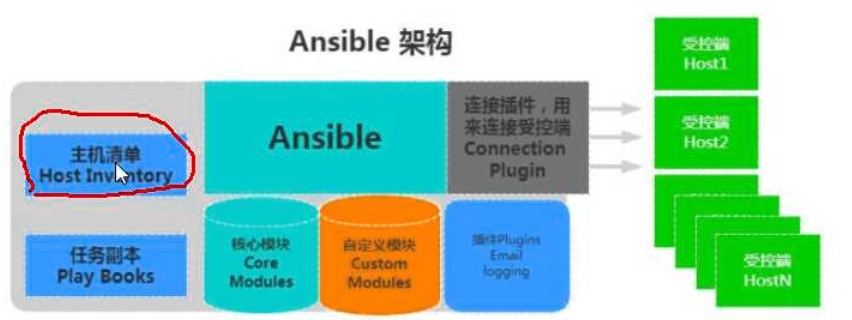 Ansible 架构
受控端
Host1
连接插件，用
来连接受控端
Connection
Plugin
Ansible
受控端
Host2
主机清单
Host Inventory
任务副本
Play Books
核心模块
Core
Modules
自定义模块
Custom
Modules
插件Plugins
Email
logging
受控端
HostN